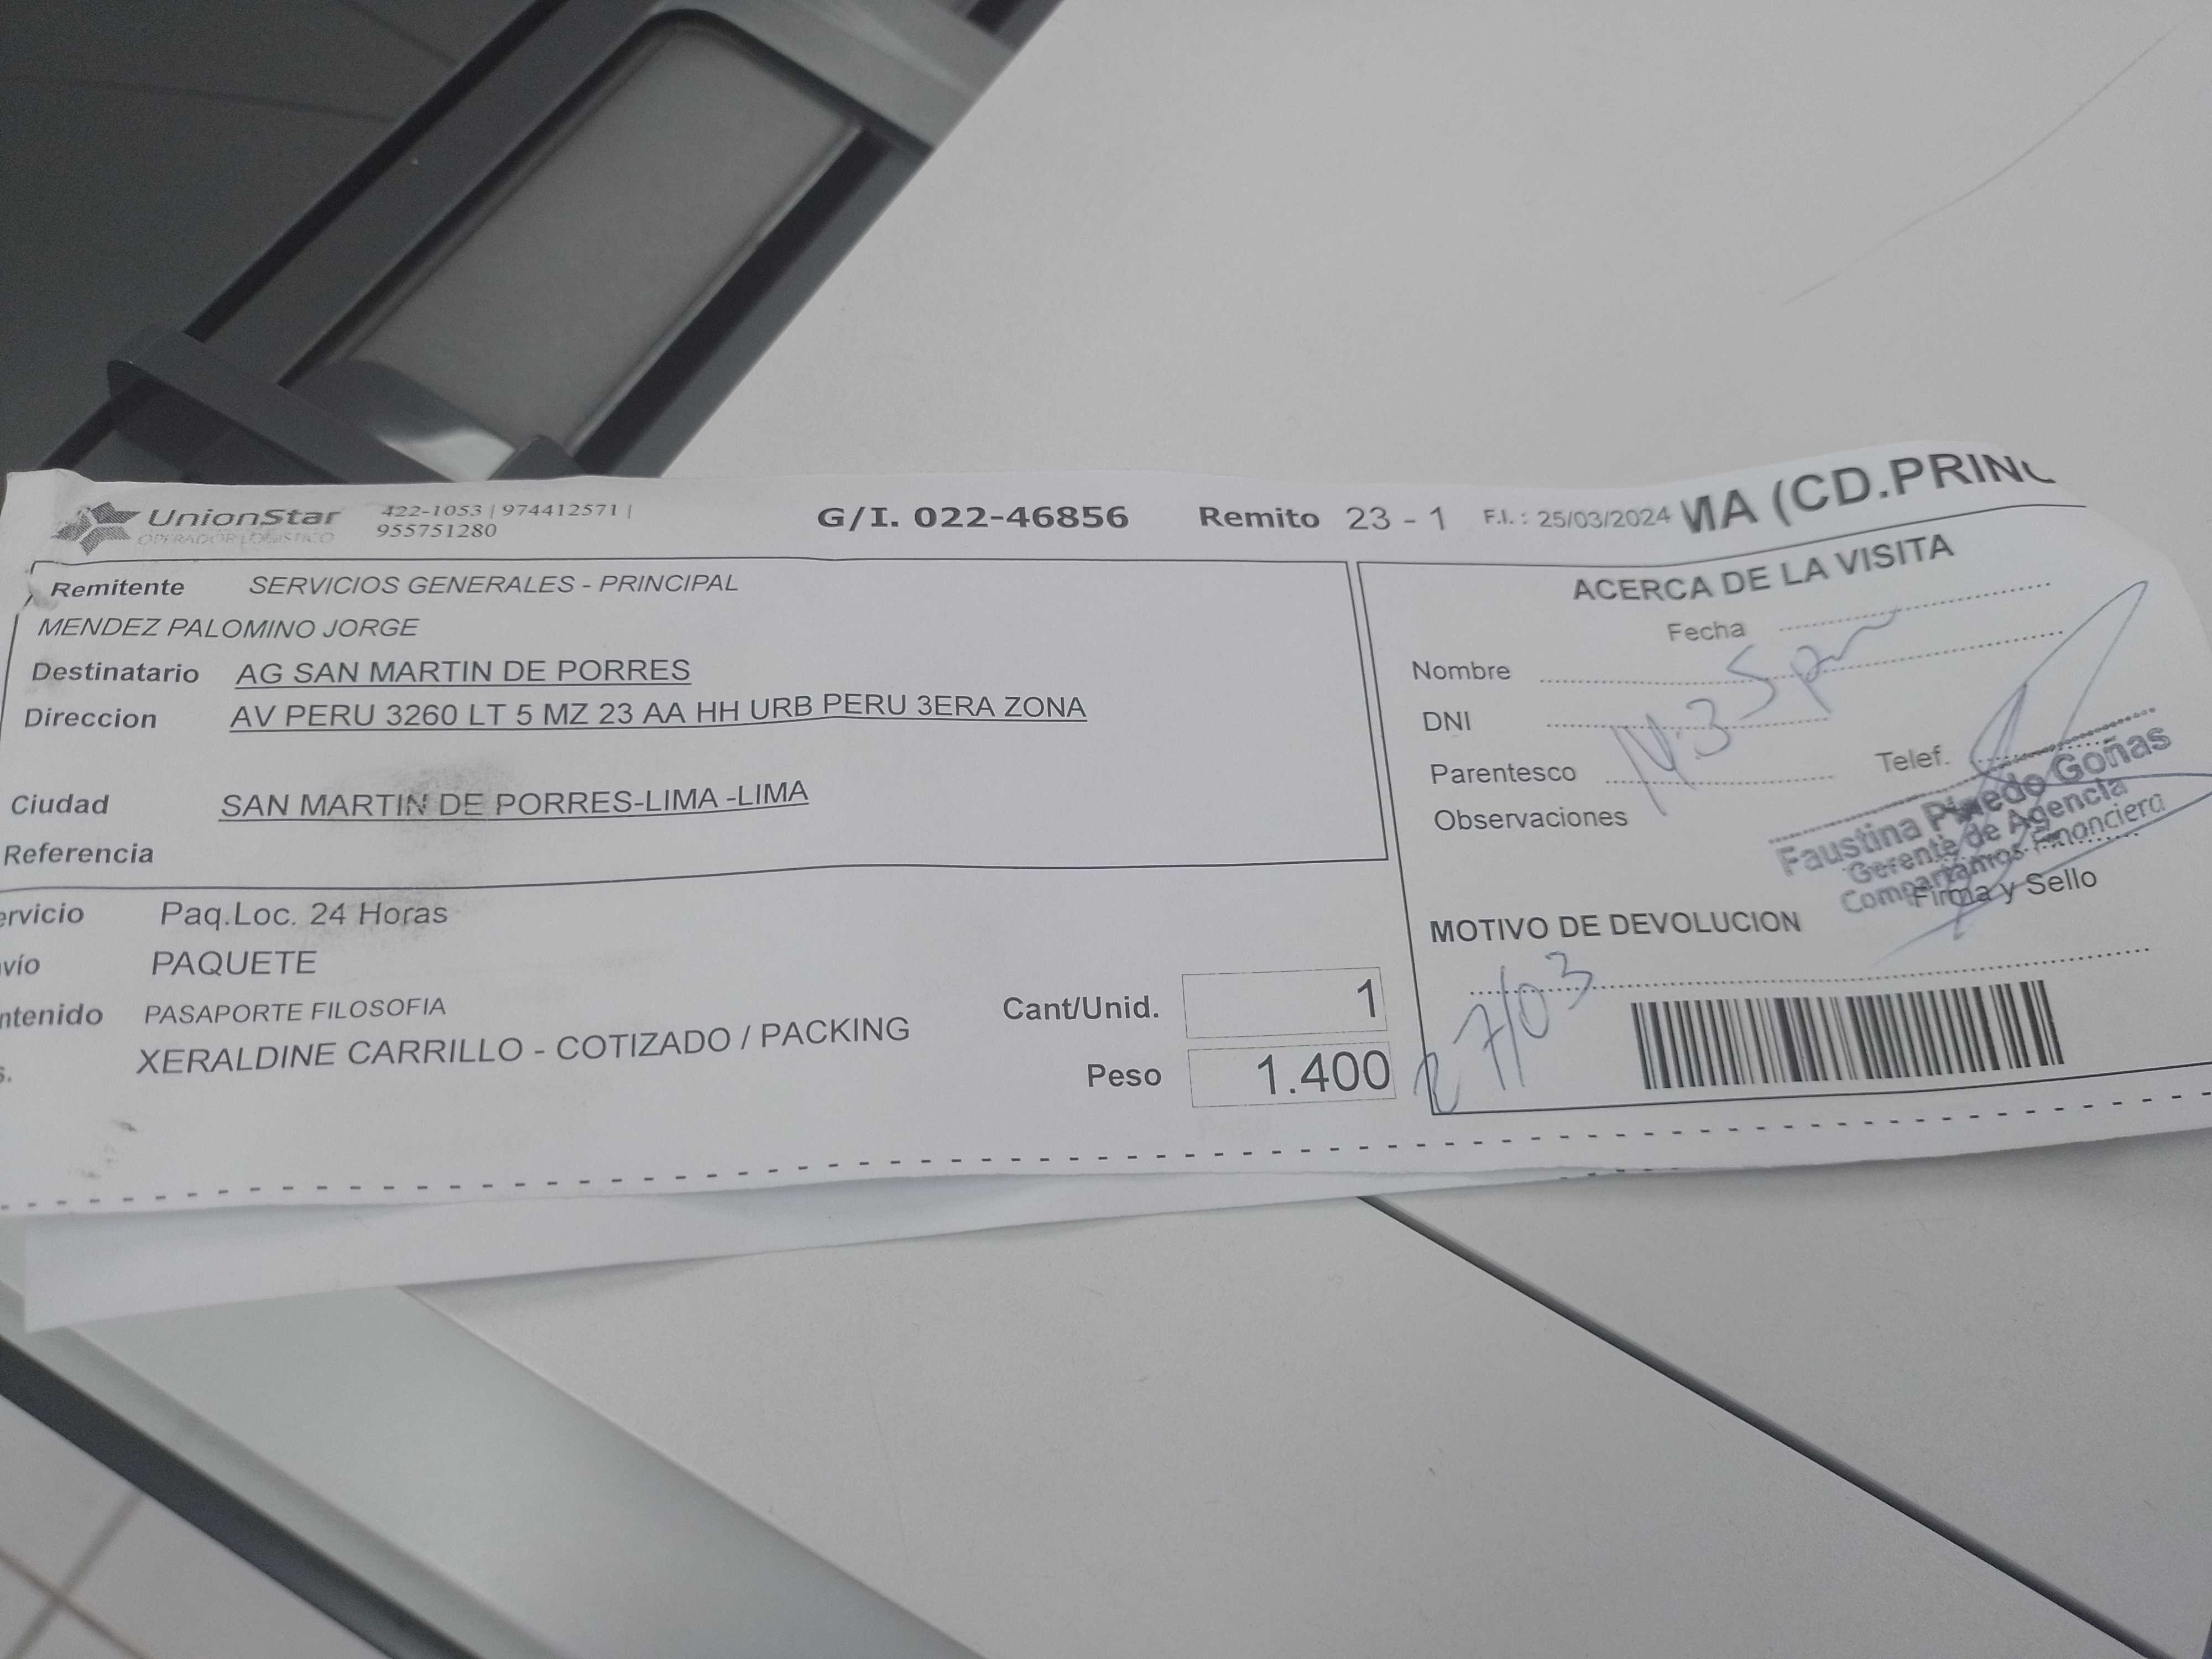 UnionStar
OPERADOR LOGISTICO
422-1053 | 974412571 |
955751280
G/I. 022-46856
Remito 23 - 1
F.I. : 25/03/2024
MA (CD.PRINC
Remitente SERVICIOS GENERALES - PRINCIPAL
MENDEZ PALOMINO JORGE
Destinatario AG SAN MARTIN DE PORRES
Direccion AV PERU 3260 LT 5 MZ 23 AA HH URB PERU 3ERA ZONA
Ciudad SAN MARTIN DE PORRES-LIMA -LIMA
Referencia
ervicio Paq.Loc. 24 Horas
vío PAQUETE
ntenido PASAPORTE FILOSOFIA
s. XERALDINE CARRILLO - COTIZADO / PACKING
Cant/Unid. 1
Peso 1.400
ACERCA DE LA VISITA
Fecha
Nombre
DNI
Parentesco
Telef.
Observaciones
Faustina Goñas
Gerente de Agencia
Compartamos Financiera
Firma y Sello
MOTIVO DE DEVOLUCION
27/03